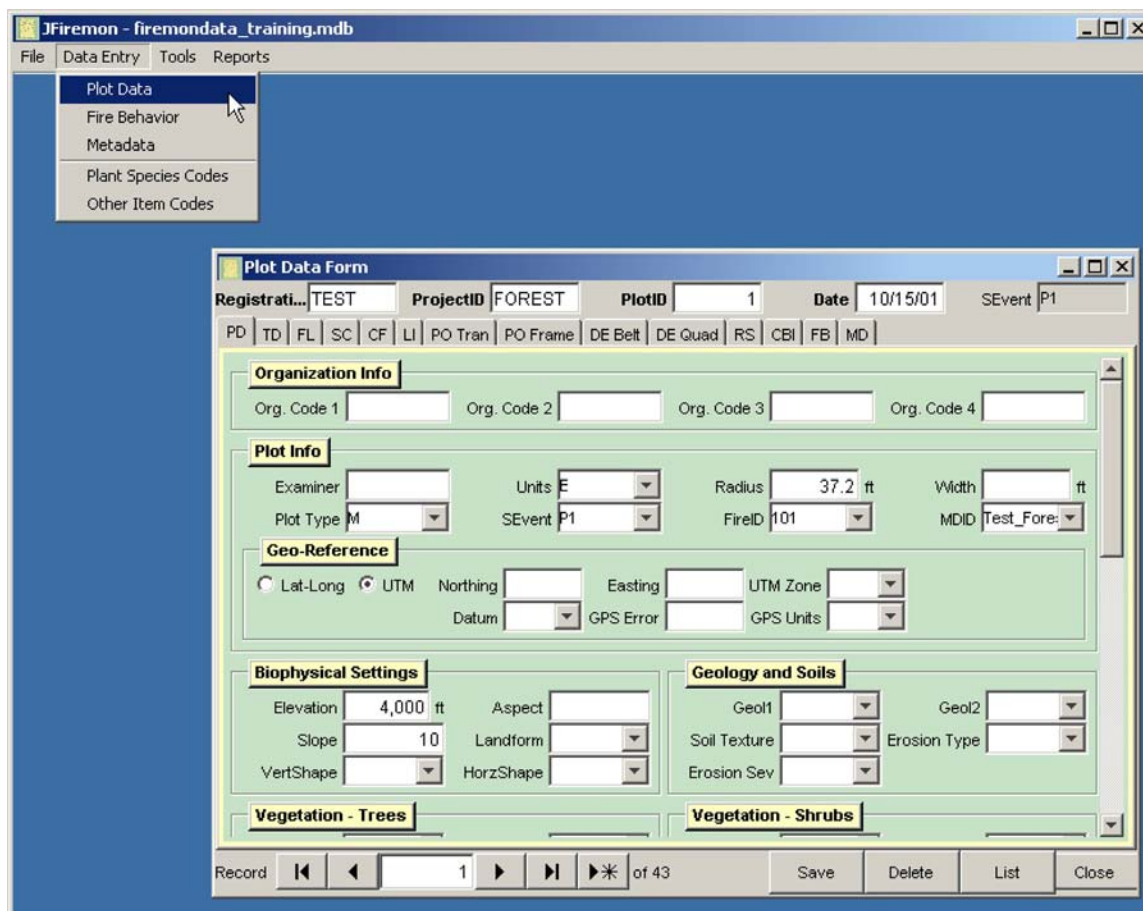 JFiremon - firemondata_training.mdb
File Data Entry Tools Reports
Plot Data
Fire Behavior
Metadata
Plant Species Codes
Other Item Codes
Plot Data Form
Registrati... TEST ProjectID FOREST PlotID 1 Date 10/15/01 SEvent P1
PD TD FL SC CF LI PO Tran PO Frame DE Belt DE Quad RS CBI FB MD
Organization Info
Org. Code 1 Org. Code 2 Org. Code 3 Org. Code 4
Plot Info
Examiner Units E Radius 37.2 ft Width ft
Plot Type M SEvent P1 FireID 101 MDID Test_Fore
Geo-Reference
Lat-Long UTM Northing Easting UTM Zone
Datum GPS Error GPS Units
Biophysical Settings Geology and Soils
Elevation 4,000 ft Aspect Geol1 Geol2
Slope 10 Landform Soil Texture Erosion Type
VertShape HorzShape Erosion Sev
Vegetation - Trees Vegetation - Shrubs
Record 1 of 43 Save Delete List Close